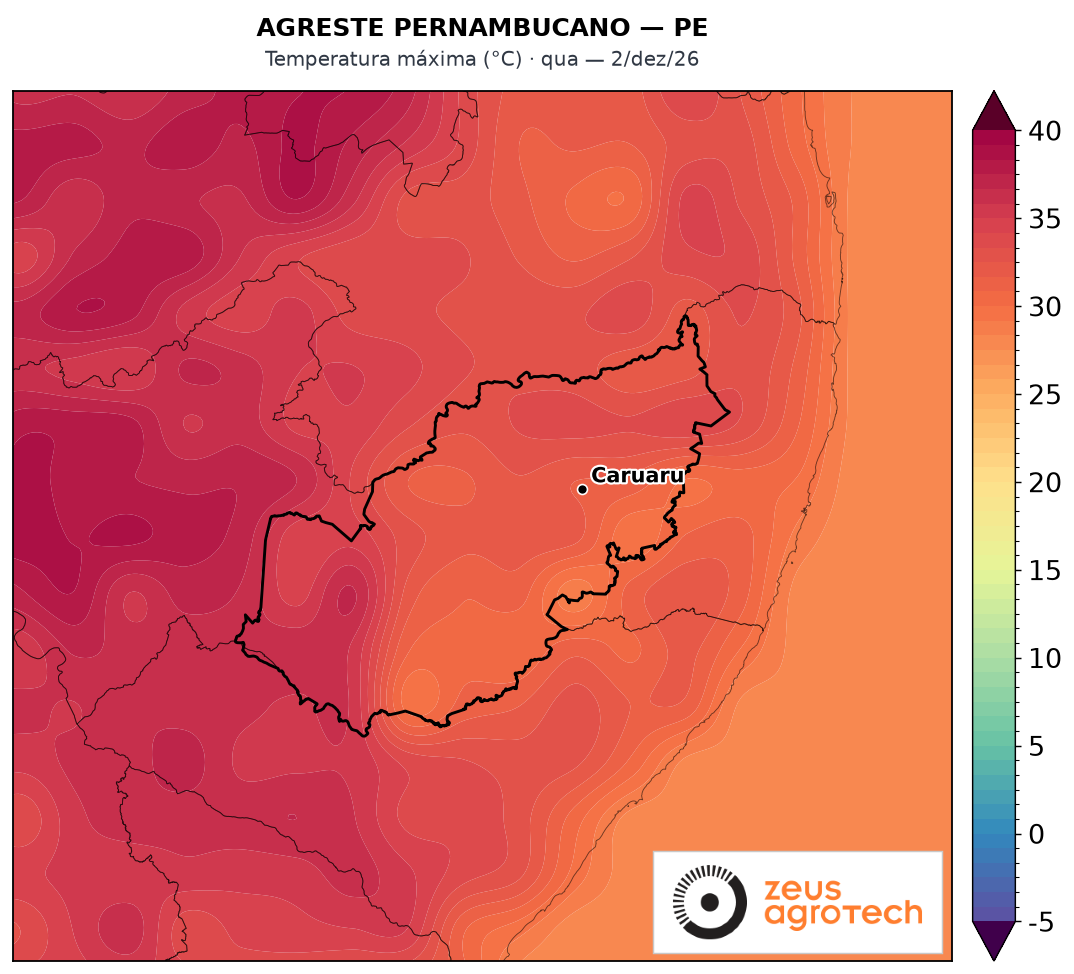 AGRESTE PERNAMBUCANO — PE
Temperatura máxima (°C) · qua — 2/dez/26
40
35
30
25
20
15
10
5
0
-5
Caruaru
zeus
agrotech